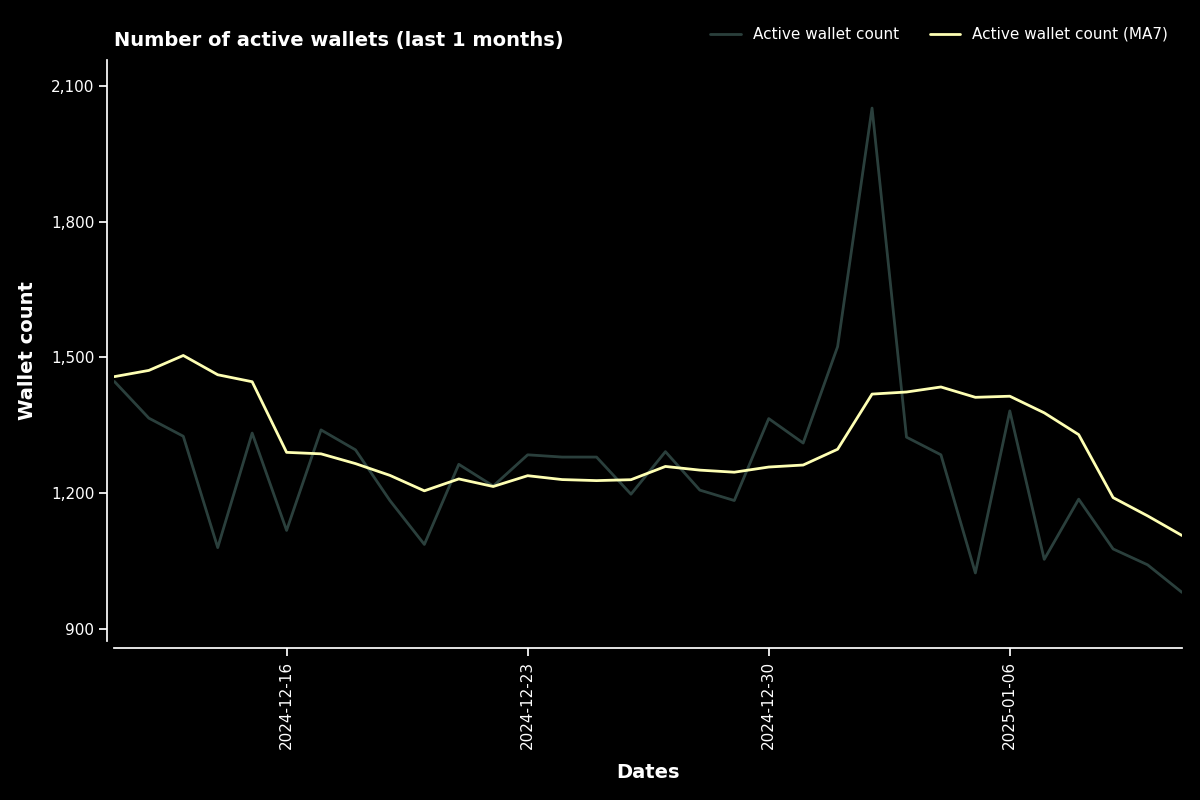 Number of active wallets (last 1 months)
Active wallet count
Active wallet count (MA7)
Wallet count
2,100
1,800
1,500
1,200
900
2024-12-16
2024-12-23
2024-12-30
2025-01-06
Dates